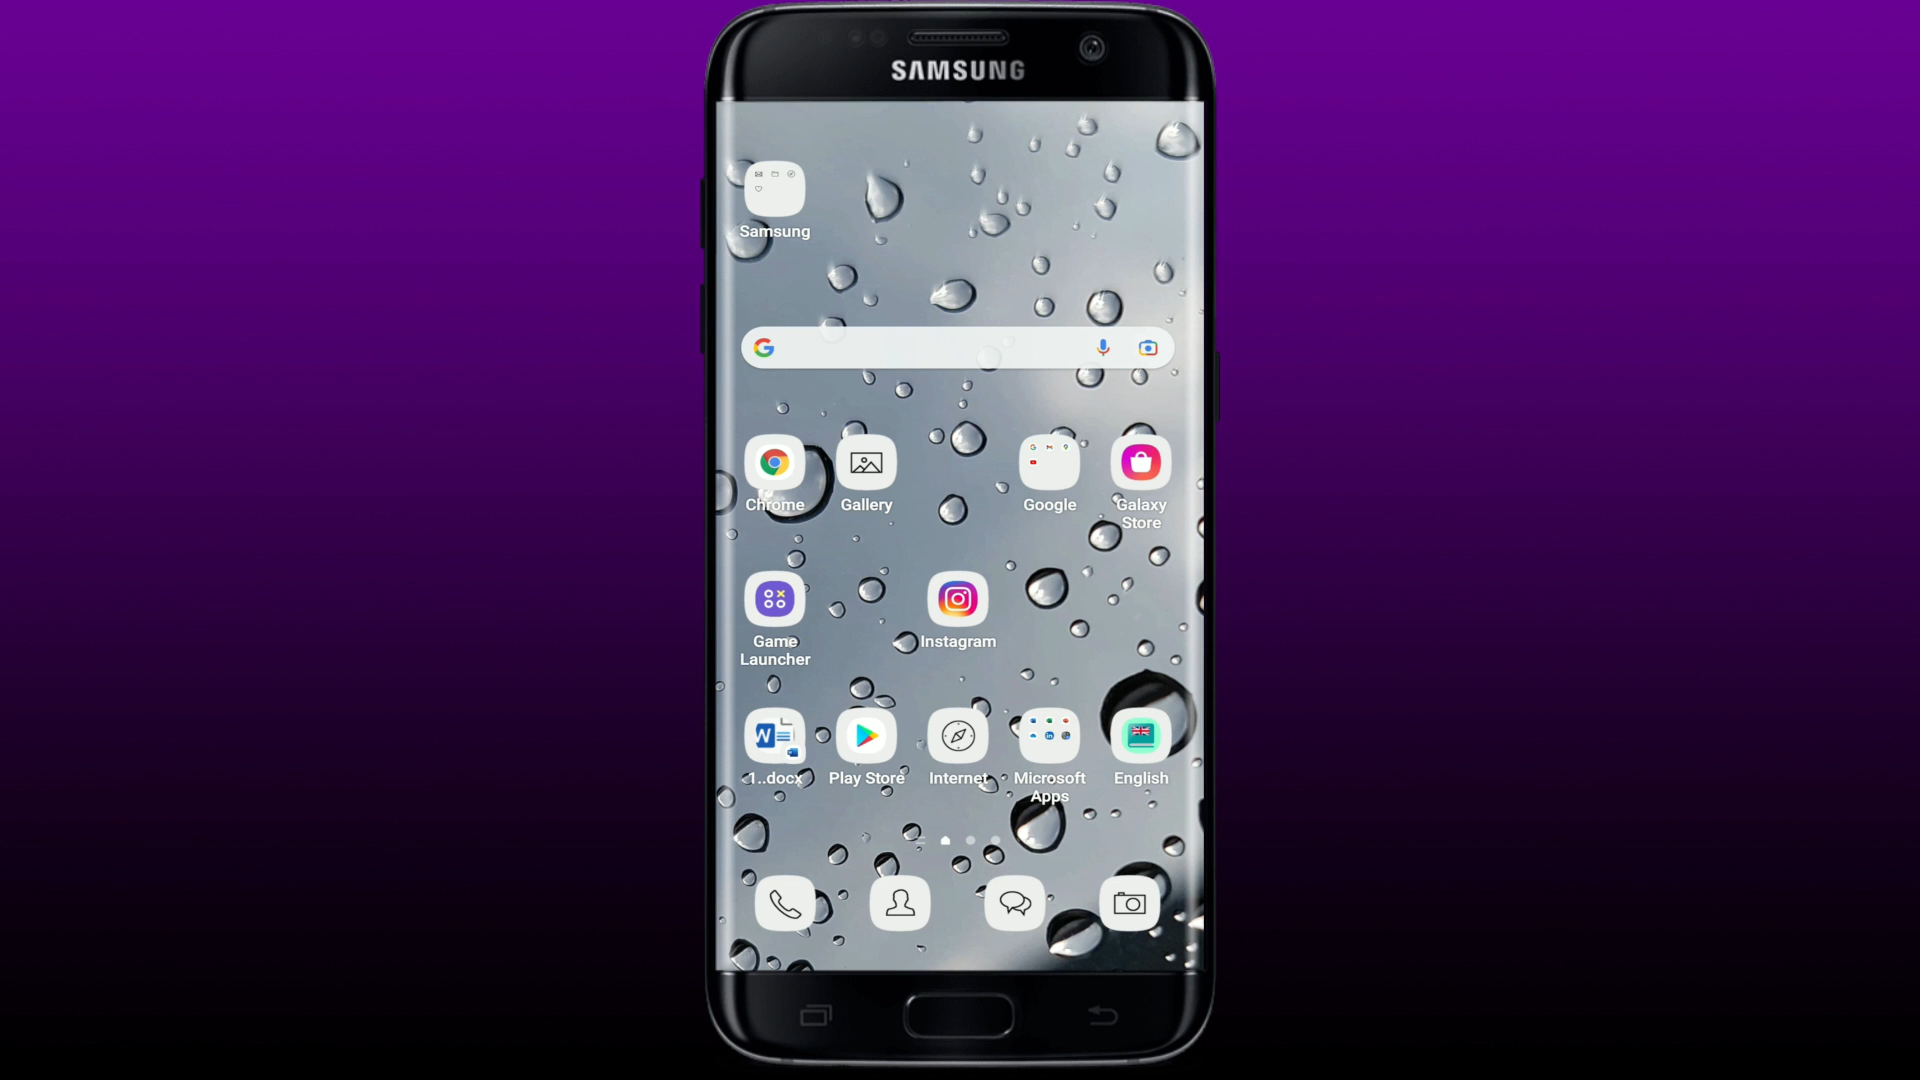 SAMSUNG
Samsung
Chrome
Gallery
Google
Galaxy
Store
Game
Launcher
Instagram
1..docx
Play Store
Internet
Microsoft
Apps
English